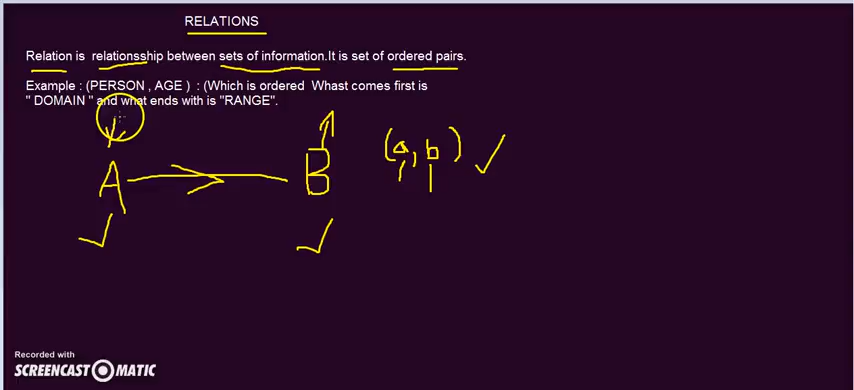 RELATIONS
Relation is relationsship between sets of information.It is set of ordered pairs.
Example : (PERSON , AGE ) : (Which is ordered Whast comes first is
" DOMAIN " and what ends with is "RANGE".
A B (a, b)
Recorded with
SCREENCAST MATIC